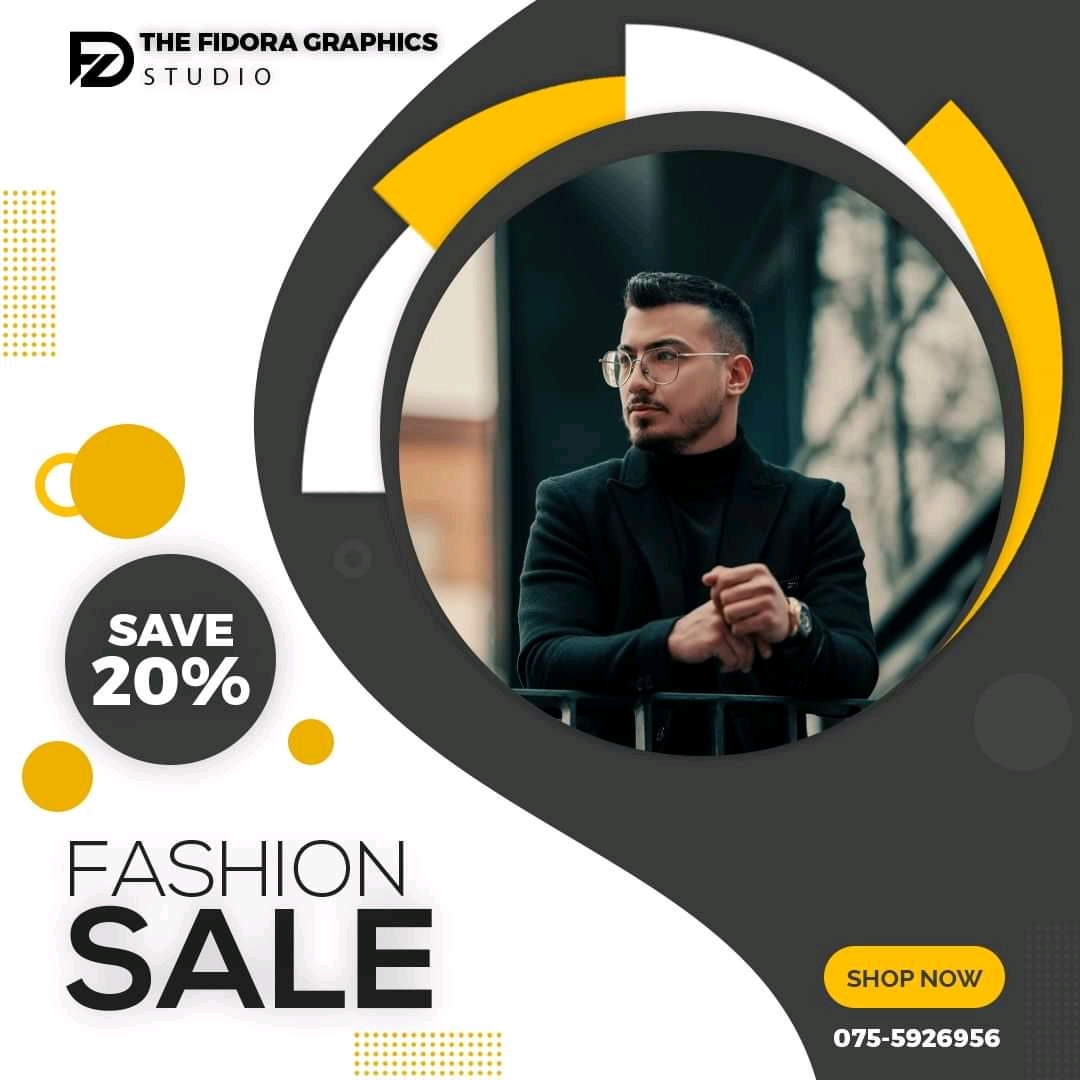 THE FIDORA GRAPHICS
STUDIO
SAVE
20%
FASHION
SALE
SHOP NOW
075-5926956